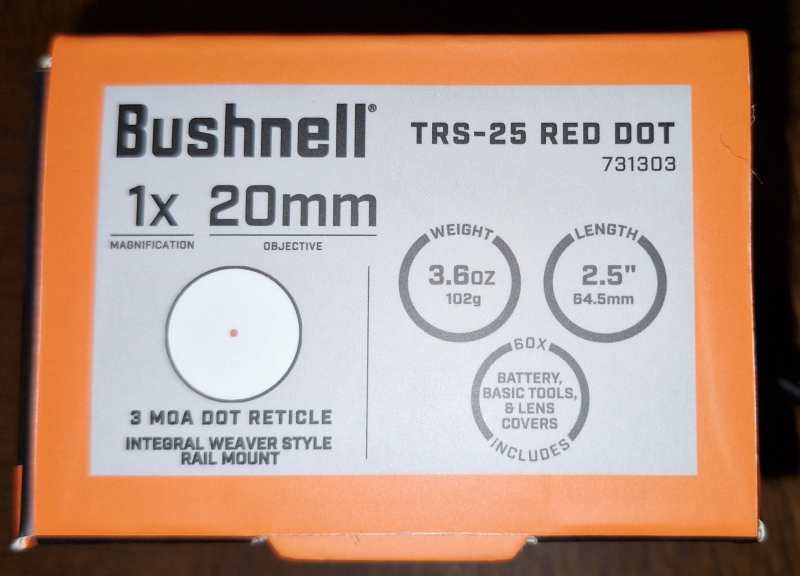 Bushnell®
TRS-25 RED DOT
731303
1x
MAGNIFICATION
20mm
OBJECTIVE
3 MOA DOT RETICLE
INTEGRAL WEAVER STYLE
RAIL MOUNT
WEIGHT
3.6oz
102g
LENGTH
2.5"
64.5mm
BOX
BATTERY,
BASIC TOOLS,
& LENS
COVERS
INCLUDES